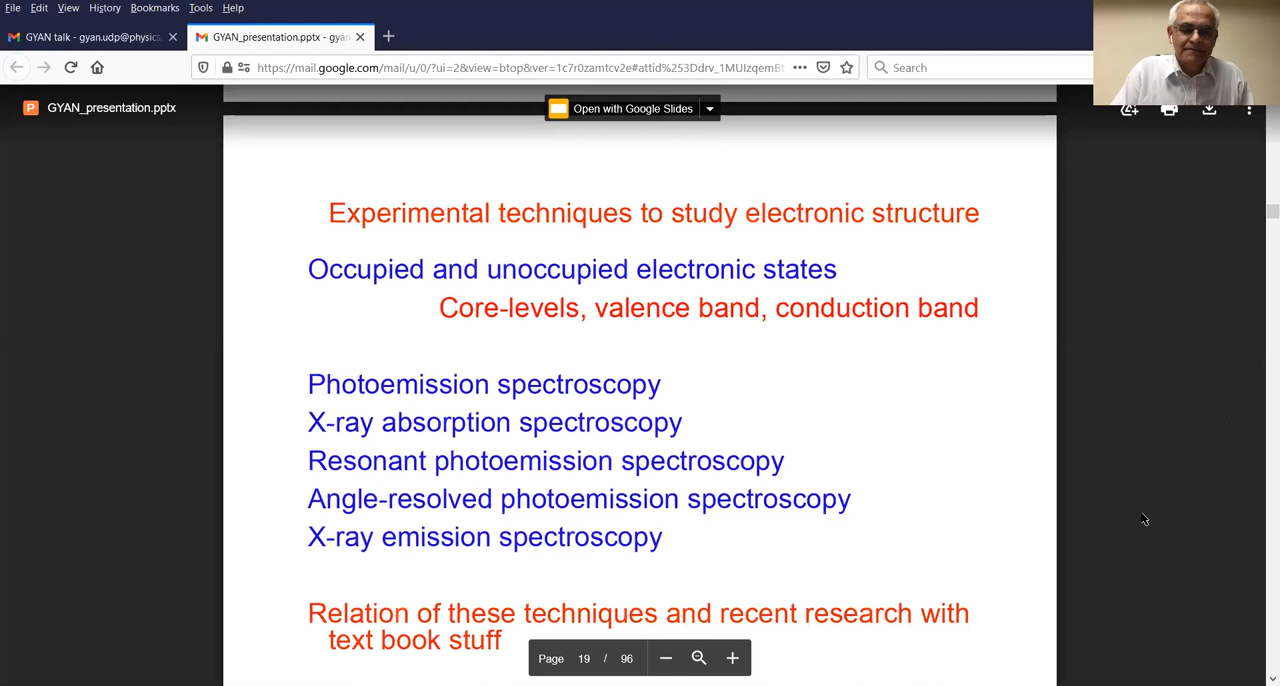 File Edit View History Bookmarks Tools Help
GYAN talk - gyan.udp@physics.
GYAN_presentation.pptx - gyan
https://mail.google.com/mail/u/0/?ui=2&view=btop&ver=1c7r0zamtcv2e#attid%253Ddrv_1MUIzqemB
Search
GYAN_presentation.pptx
Open with Google Slides
Experimental techniques to study electronic structure
Occupied and unoccupied electronic states
Core-levels, valence band, conduction band
Photoemission spectroscopy
X-ray absorption spectroscopy
Resonant photoemission spectroscopy
Angle-resolved photoemission spectroscopy
X-ray emission spectroscopy
Relation of these techniques and recent research with
text book stuff
Page 19 / 96